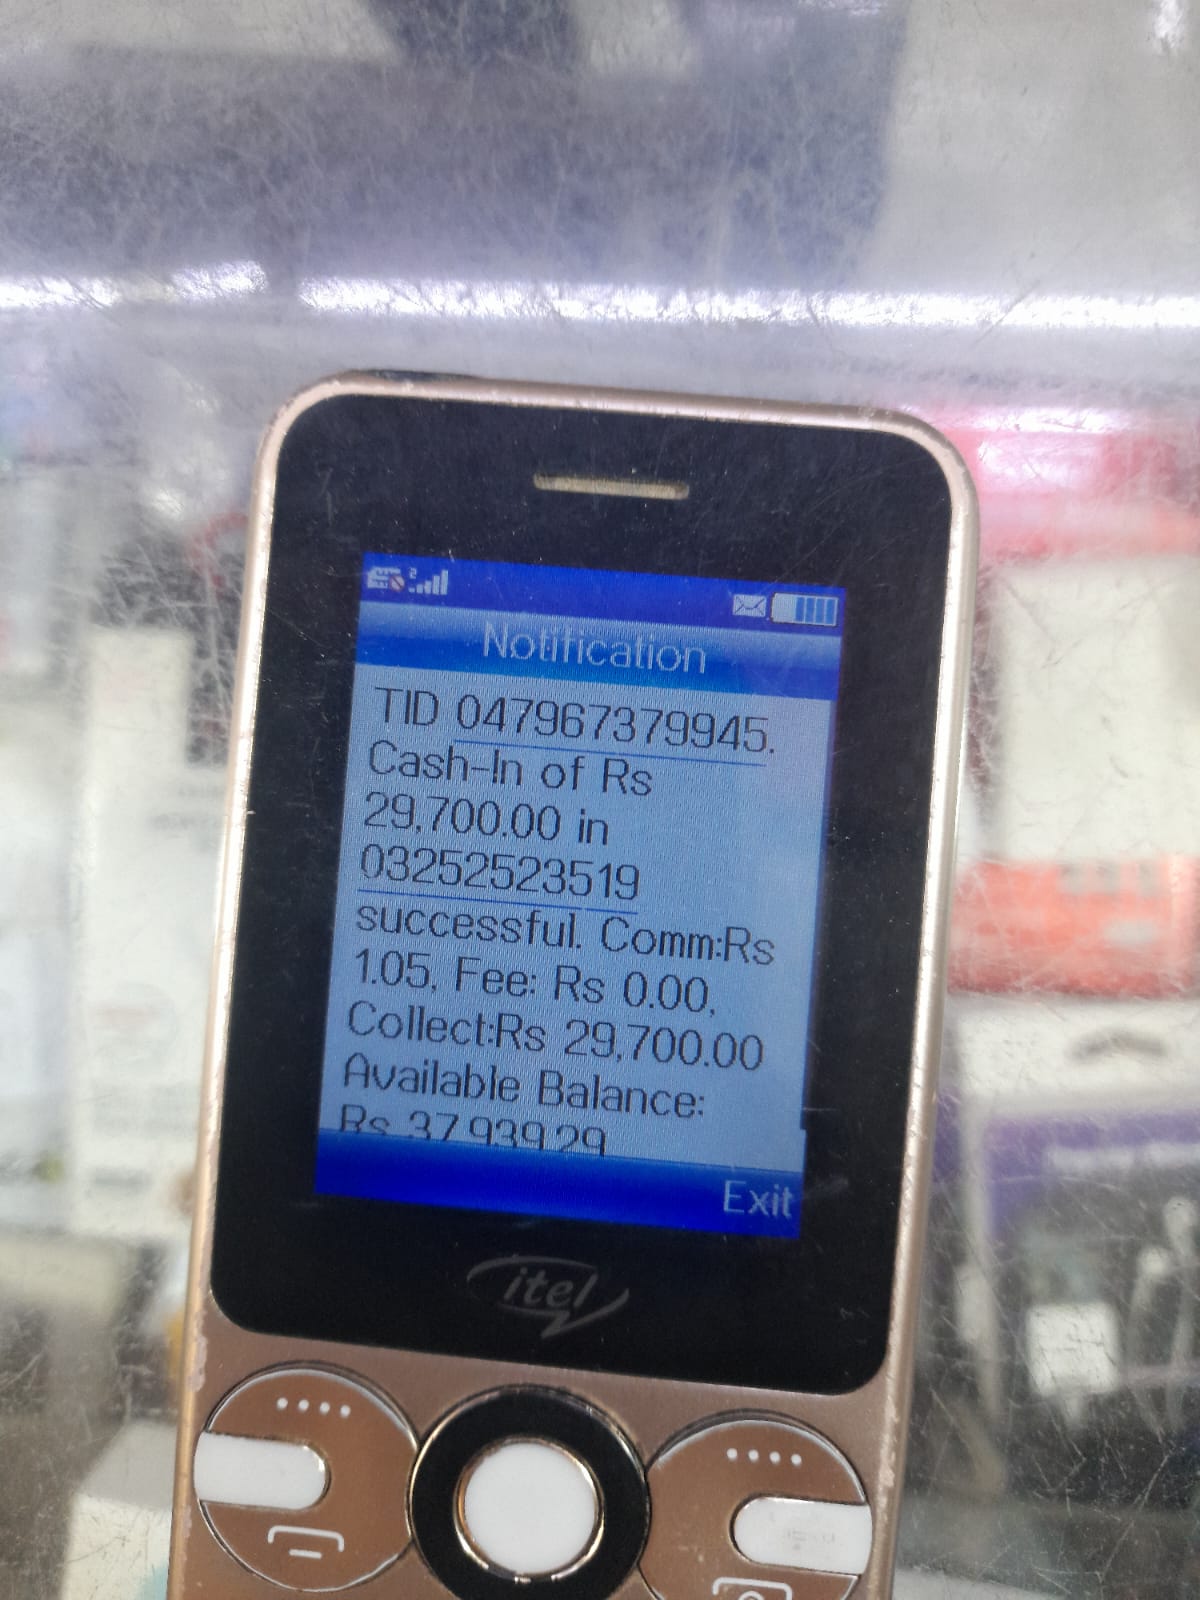 Notification
TID 047967379945.
Cash-In of Rs
29,700.00 in
03252523519
successful. Comm:Rs
1.05, Fee: Rs 0.00,
Collect:Rs 29,700.00
Available Balance:
Rs 37,939.29
Exit
itel